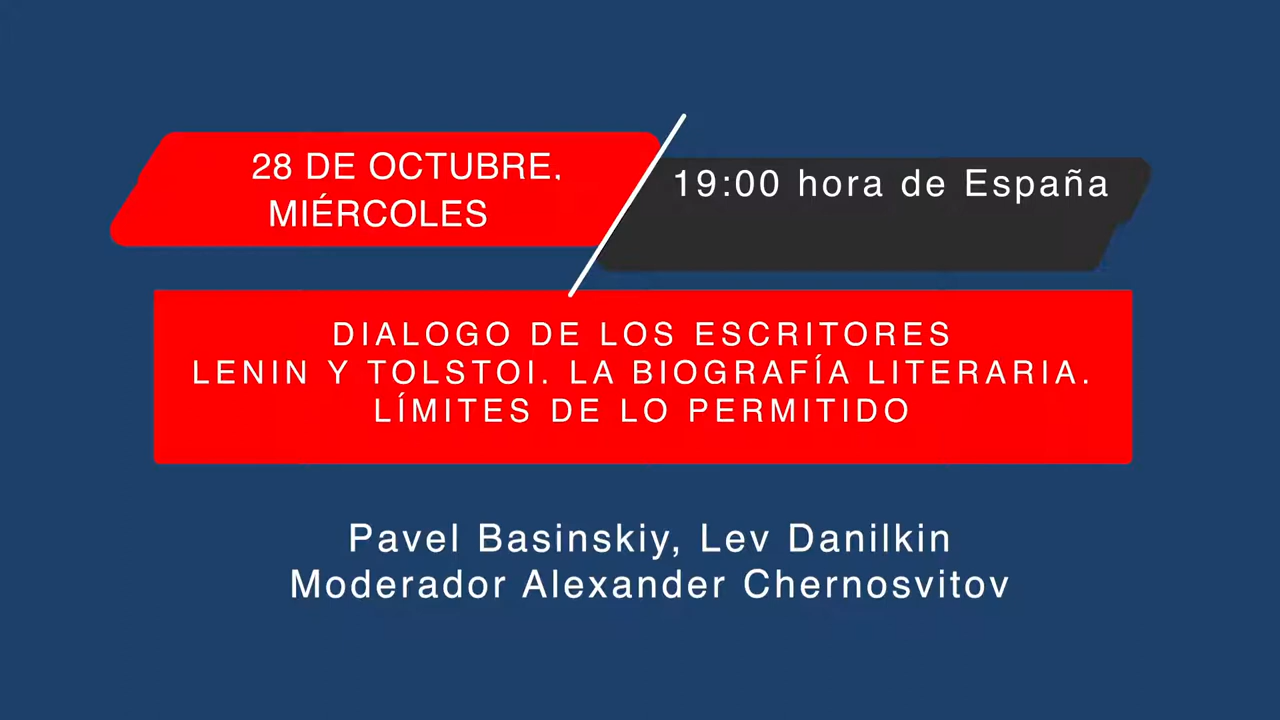 28 DE OCTUBRE,
MIÉRCOLES
19:00 hora de España
DIALOGO DE LOS ESCRITORES
LENIN Y TOLSTOI. LA BIOGRAFÍA LITERARIA.
LÍMITES DE LO PERMITIDO
Pavel Basinskiy, Lev Danilkin
Moderador Alexander Chernosvitov